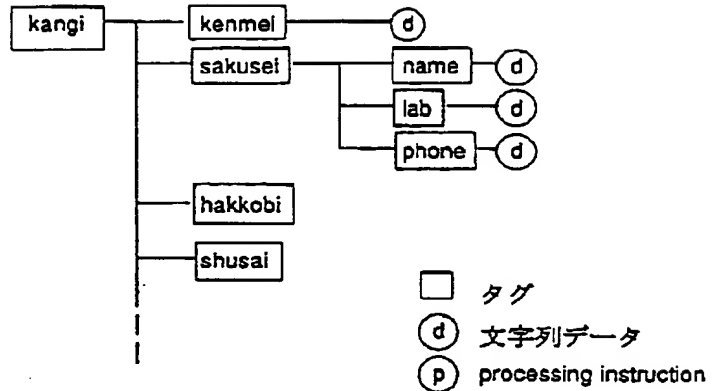 kangi kenmei d
sakusei name d
lab d
phone d
hakkobi
shusai
タグ
d 文字列データ
p processing instruction